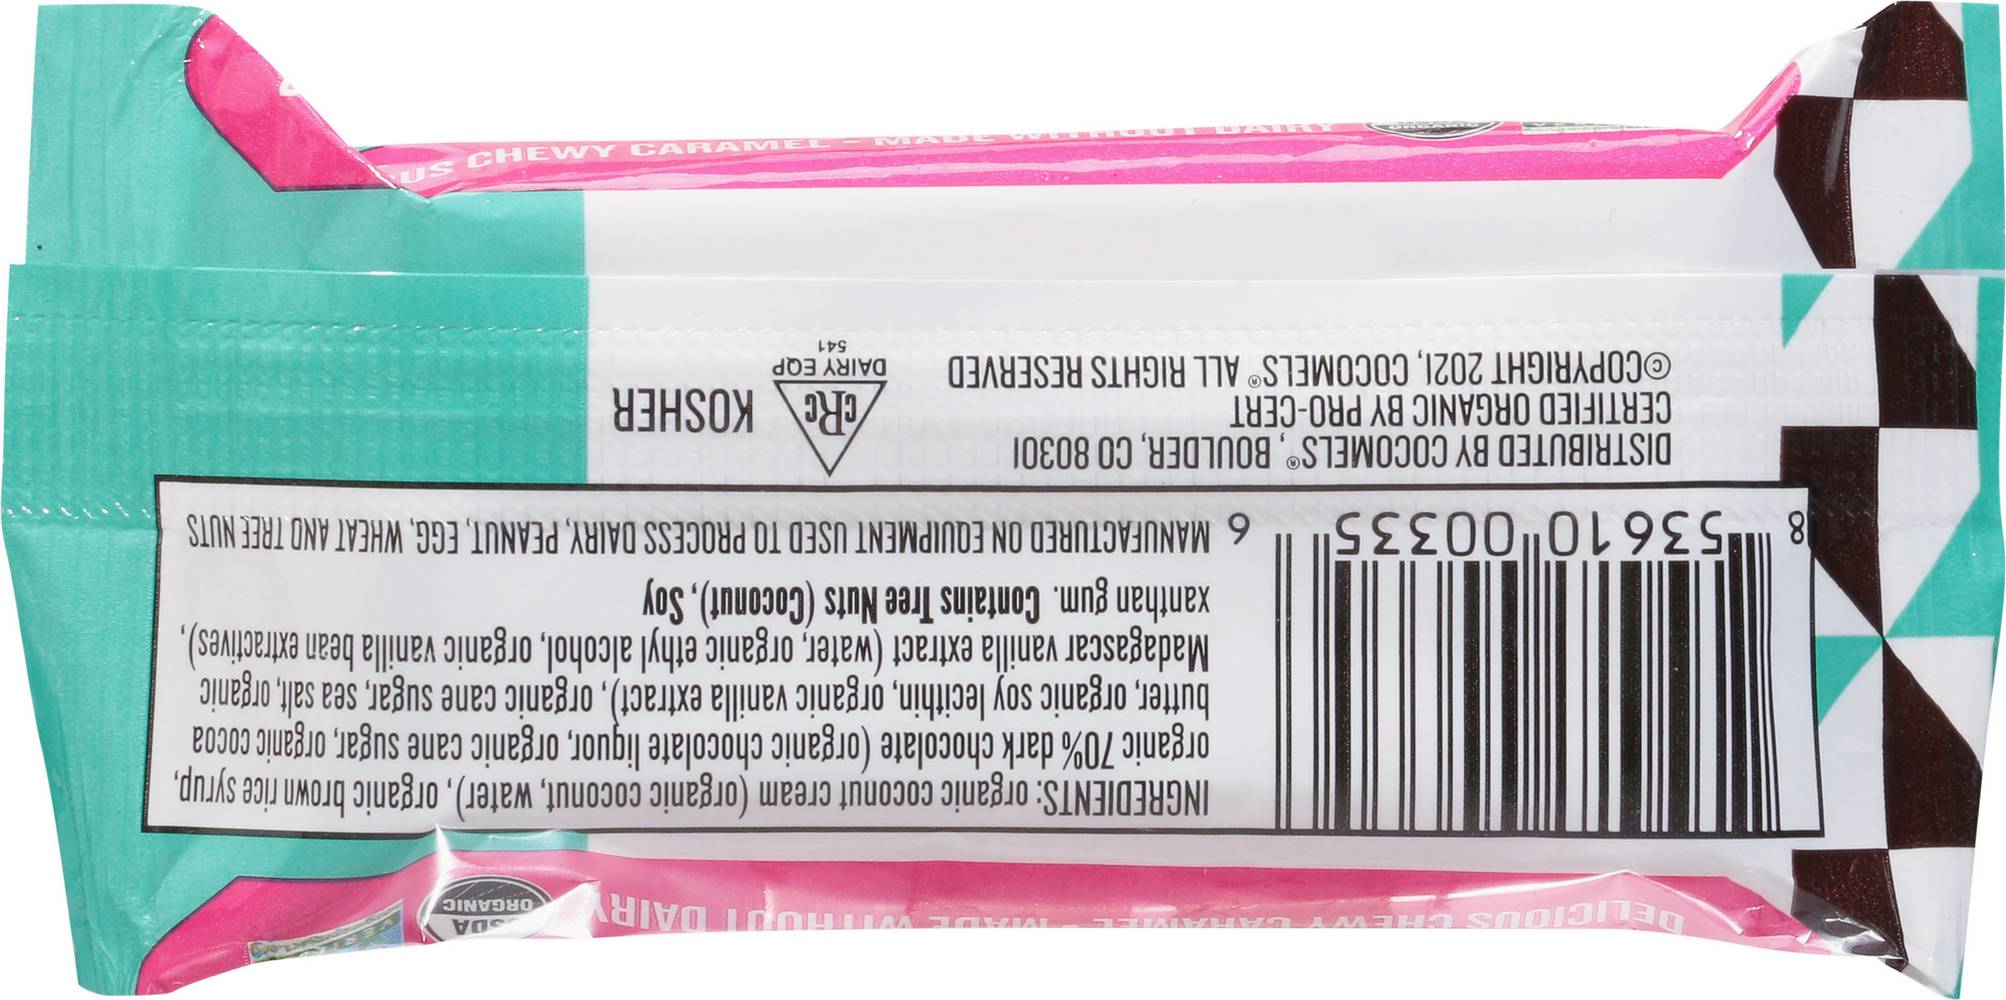 DELICIOUS CHEWY CARAMEL - MADE WITHOUT DAIRY
USDA
ORGANIC
INGREDIENTS: organic coconut cream (organic coconut, water), organic brown rice syrup,
organic 70% dark chocolate (organic chocolate liquor, organic cane sugar, organic cocoa
butter, organic soy lecithin, organic vanilla extract), organic cane sugar, sea salt, organic
Madagascar vanilla extract (water, organic ethyl alcohol, organic vanilla bean extractives),
xanthan gum. Contains Tree Nuts (Coconut), Soy
MANUFACTURED ON EQUIPMENT USED TO PROCESS DAIRY, PEANUT, EGG, WHEAT AND TREE NUTS
8 53610 00335 6
DISTRIBUTED BY COCOMELS®, BOULDER, CO 80301
CERTIFIED ORGANIC BY PRO-CERT
©COPYRIGHT 2021, COCOMELS® ALL RIGHTS RESERVED
cRc
DAIRY EQP
541
KOSHER
US CHEWY CARAMEL - MADE WITHOUT DAIRY
ORGANIC